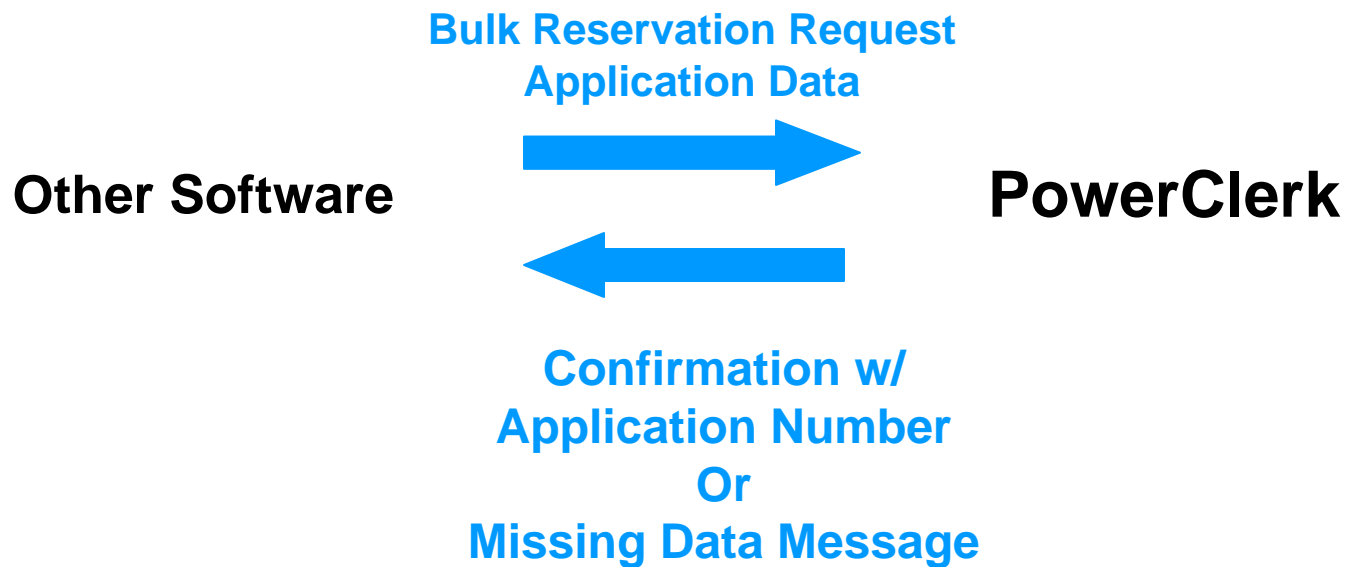 Bulk Reservation Request
Application Data
Other Software
PowerClerk
Confirmation w/
Application Number
Or
Missing Data Message